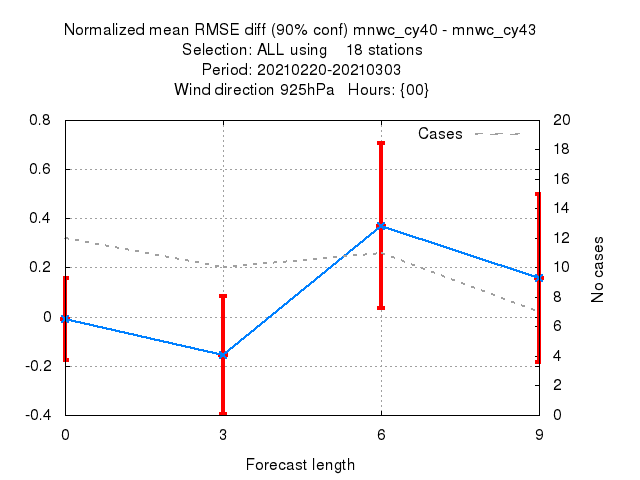 Normalized mean RMSE diff (90% conf) mnwc_cy40 - mnwc_cy43
Selection: ALL using    18 stations
Period: 20210220-20210303
Wind direction 925hPa   Hours: {00}
Cases
0.8
0.6
0.4
0.2
0
-0.2
-0.4
20
18
16
14
12
10
8
6
4
2
0
No cases
0 3 6 9
Forecast length